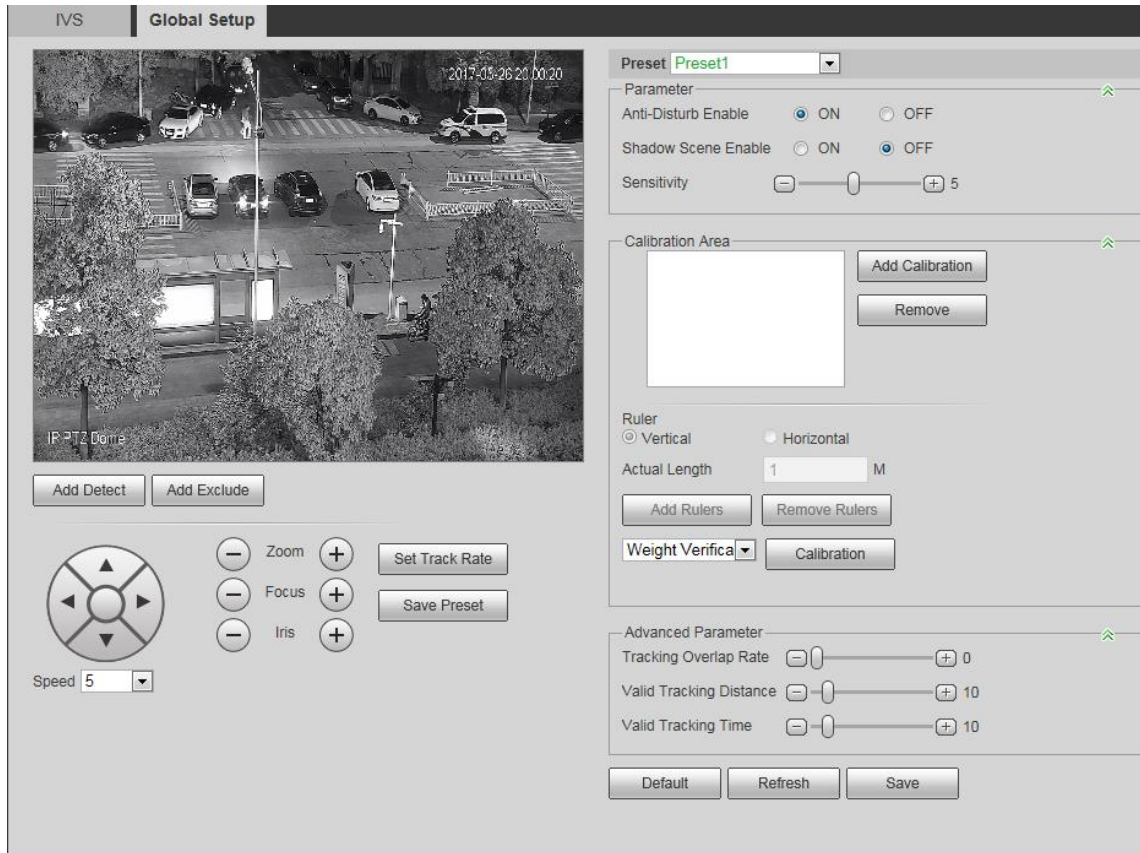 IVS
Global Setup
2017-05-26 20:00:20
IR PTZ Dome
Add Detect
Add Exclude
Zoom
Focus
Iris
Set Track Rate
Save Preset
Speed 5
Preset Preset1
Parameter
Anti-Disturb Enable ON OFF
Shadow Scene Enable ON OFF
Sensitivity 5
Calibration Area
Add Calibration
Remove
Ruler
Vertical Horizontal
Actual Length 1 M
Add Rulers Remove Rulers
Weight Verifica Calibration
Advanced Parameter
Tracking Overlap Rate 0
Valid Tracking Distance 10
Valid Tracking Time 10
Default Refresh Save